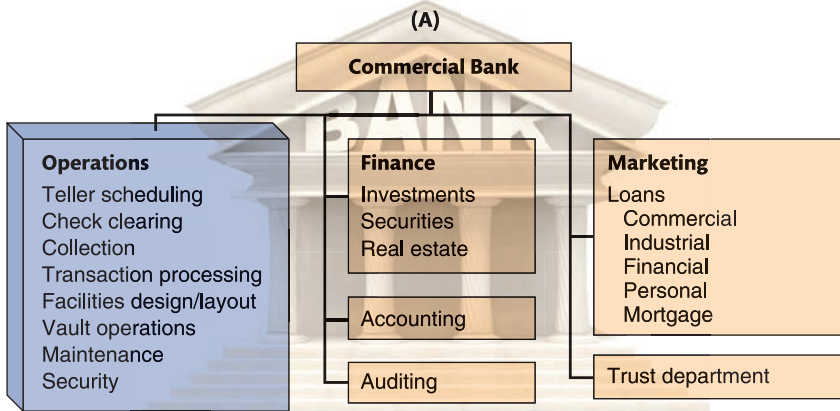 (A)
Commercial Bank
BANK
Operations
Teller scheduling
Check clearing
Collection
Transaction processing
Facilities design/layout
Vault operations
Maintenance
Security
Finance
Investments
Securities
Real estate
Accounting
Auditing
Marketing
Loans
Commercial
Industrial
Financial
Personal
Mortgage
Trust department